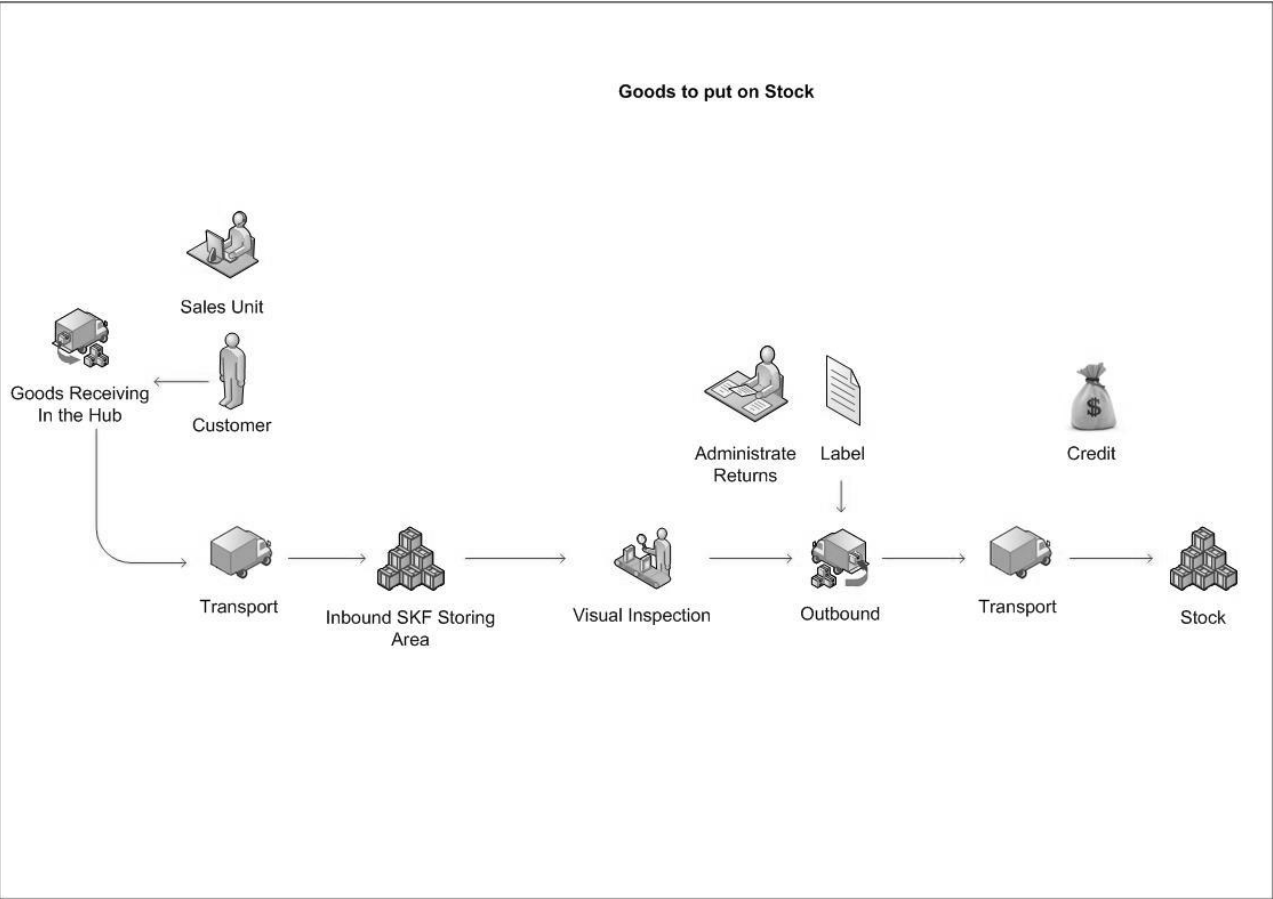 Goods to put on Stock
Sales Unit
Goods Receiving
In the Hub
Customer
Administrate
Returns
Label
$
Credit
Transport
Inbound SKF Storing
Area
Visual Inspection
Outbound
Transport
Stock